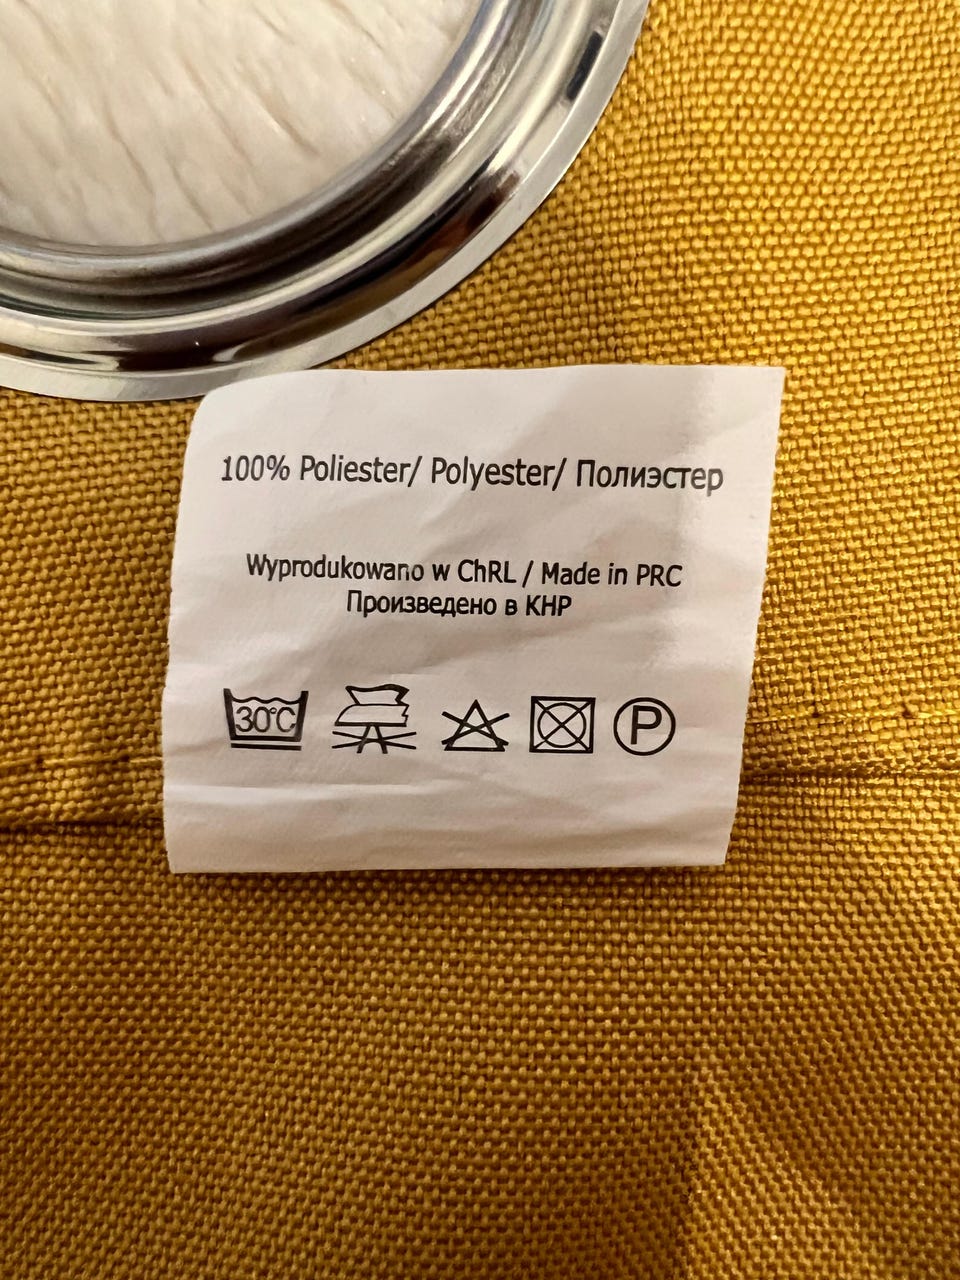 100% Poliester/ Polyester/ Полиэстер
Wyprodukowano w ChRL / Made in PRC
Произведено в КНР
30°C P